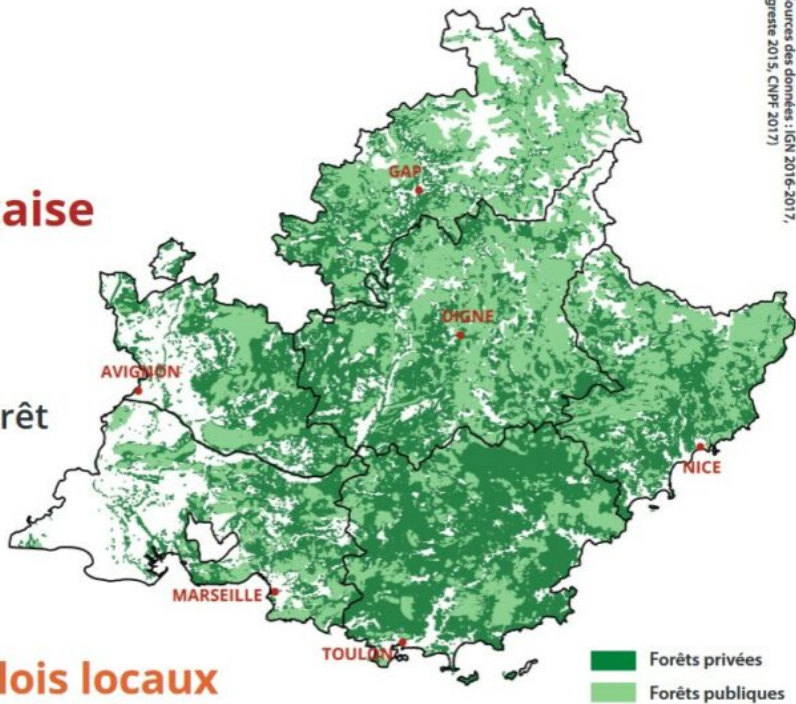 ources des données : IGN 2016-2017,
greste 2015, CNPF 2017)
GAP
aise
DIGNE
AVIGNON
rêt
NICE
MARSEILLE
TOULON
lois locaux
Forêts privées
Forêts publiques